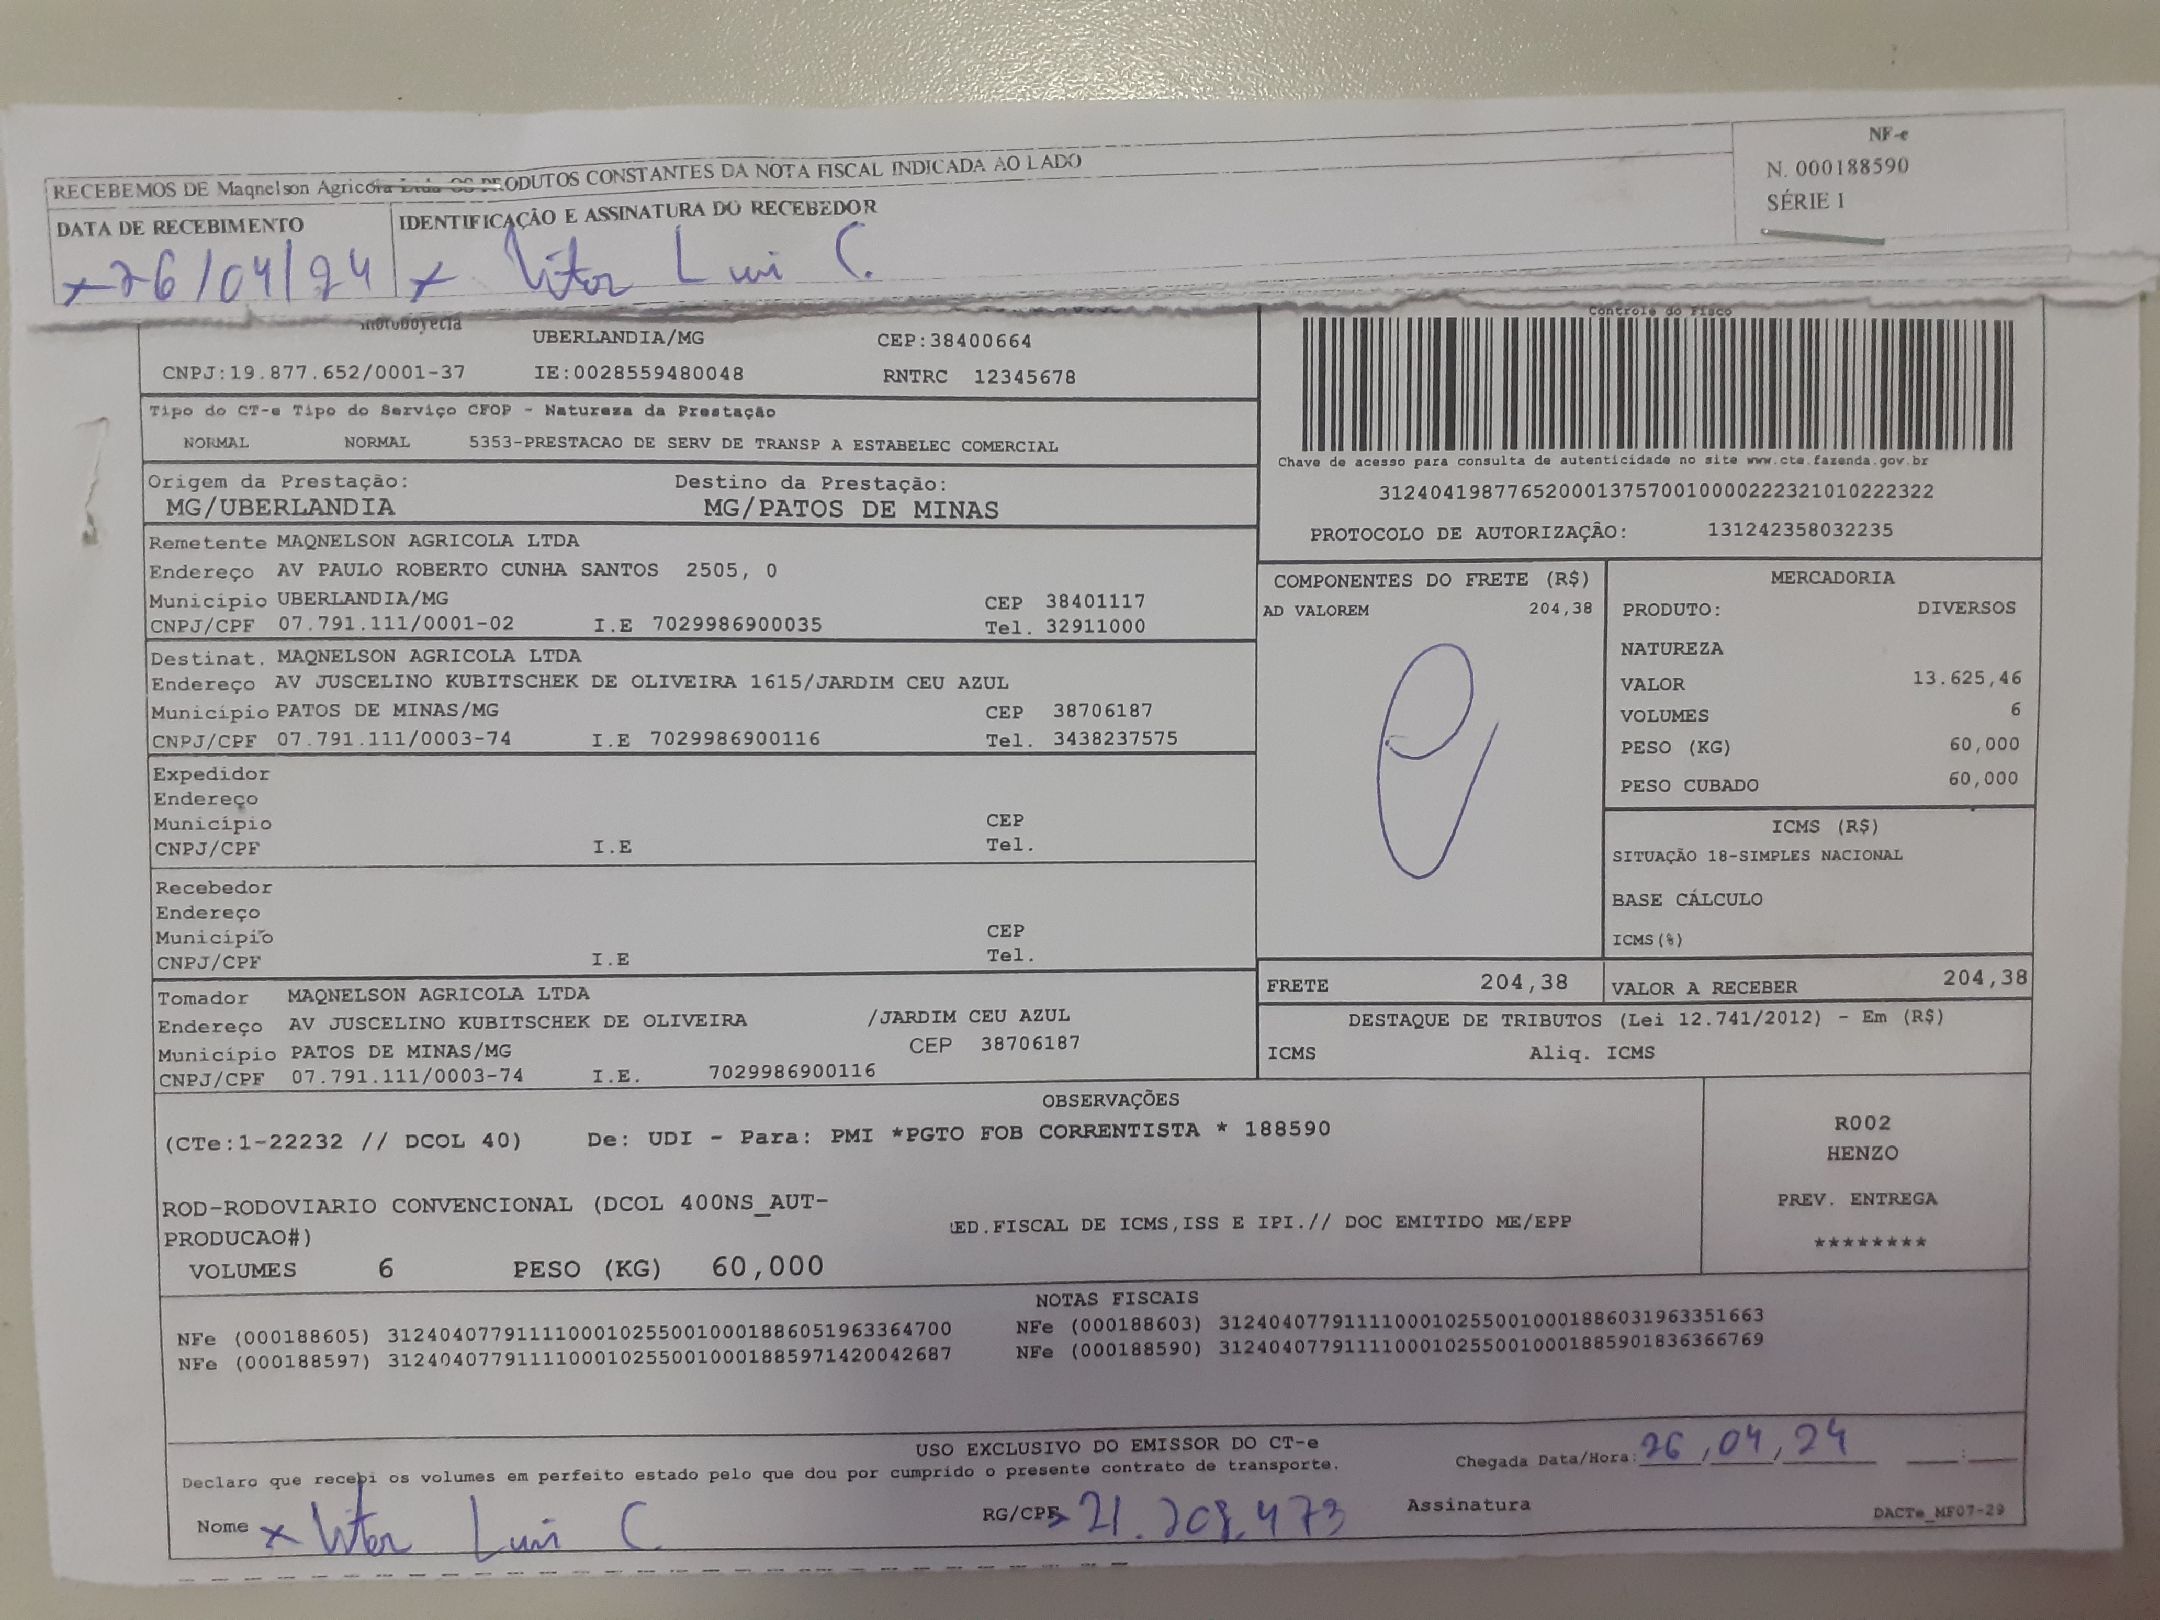 RECEBEMOS DE Maqnelson Agricola Ltda OS PRODUTOS CONSTANTES DA NOTA FISCAL INDICADA AO LADO
NF-e
N. 000188590
SÉRIE 1
DATA DE RECEBIMENTO
IDENTIFICAÇÃO E ASSINATURA DO RECEBEDOR
x 26/04/24 x Vitor Luii C.
UBERLANDIA/MG CEP:38400664
CNPJ:19.877.652/0001-37 IE:0028559480048 RNTRC 12345678
Controle do Fisco
Tipo do CT-e Tipo do Serviço CFOP - Natureza da Prestação
NORMAL NORMAL 5353-PRESTACAO DE SERV DE TRANSP A ESTABELEC COMERCIAL
Chave de acesso para consulta de autenticidade no site www.cte.fazenda.gov.br
31240419877652000137570010000222321010222322
PROTOCOLO DE AUTORIZAÇÃO: 131242358032235
Origem da Prestação: Destino da Prestação:
MG/UBERLANDIA MG/PATOS DE MINAS
Remetente MAQNELSON AGRICOLA LTDA
Endereço AV PAULO ROBERTO CUNHA SANTOS 2505, 0
Município UBERLANDIA/MG CEP 38401117
CNPJ/CPF 07.791.111/0001-02 I.E 7029986900035 Tel. 32911000
Destinat. MAQNELSON AGRICOLA LTDA
Endereço AV JUSCELINO KUBITSCHEK DE OLIVEIRA 1615/JARDIM CEU AZUL
Município PATOS DE MINAS/MG CEP 38706187
CNPJ/CPF 07.791.111/0003-74 I.E 7029986900116 Tel. 3438237575
Expedidor
Endereço
Município CEP
CNPJ/CPF I.E Tel.
Recebedor
Endereço
Município CEP
CNPJ/CPF I.E Tel.
Tomador MAQNELSON AGRICOLA LTDA
Endereço AV JUSCELINO KUBITSCHEK DE OLIVEIRA /JARDIM CEU AZUL
Município PATOS DE MINAS/MG CEP 38706187
CNPJ/CPF 07.791.111/0003-74 I.E. 7029986900116
COMPONENTES DO FRETE (R$)
AD VALOREM 204,38
MERCADORIA
PRODUTO: DIVERSOS
NATUREZA
VALOR 13.625,46
VOLUMES 6
PESO (KG) 60,000
PESO CUBADO 60,000
ICMS (R$)
SITUAÇÃO 18-SIMPLES NACIONAL
BASE CÁLCULO
ICMS(%)
FRETE 204,38 VALOR A RECEBER 204,38
DESTAQUE DE TRIBUTOS (Lei 12.741/2012) - Em (R$)
ICMS Aliq. ICMS
OBSERVAÇÕES
(CTe:1-22232 // DCOL 40) De: UDI - Para: PMI *PGTO FOB CORRENTISTA * 188590
ROD-RODOVIARIO CONVENCIONAL (DCOL 400NS_AUT-
PRODUCAO#)
ED.FISCAL DE ICMS,ISS E IPI.// DOC EMITIDO ME/EPP
VOLUMES 6 PESO (KG) 60,000
R002
HENZO
PREV. ENTREGA
********
NOTAS FISCAIS
NFe (000188605) 31240407791111000102550010001886051963364700 NFe (000188603) 31240407791111000102550010001886031963351663
NFe (000188597) 31240407791111000102550010001885971420042687 NFe (000188590) 31240407791111000102550010001885901836366769
USO EXCLUSIVO DO EMISSOR DO CT-e
Declaro que recebi os volumes em perfeito estado pelo que dou por cumprido o presente contrato de transporte.
Chegada Data/Hora: 26,04,24 :
Nome x Vitor Luii C RG/CPF 21.208.473 Assinatura
DACTe_MF07-29